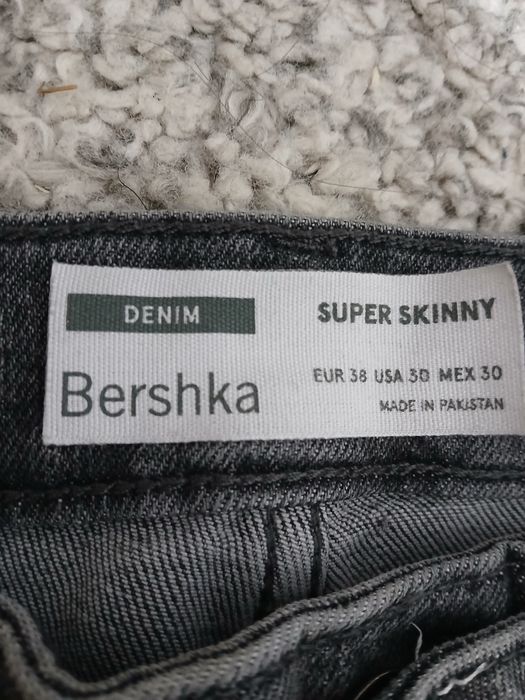 DENIM
SUPER SKINNY
Bershka
EUR 38 USA 30 MEX 30
MADE IN PAKISTAN